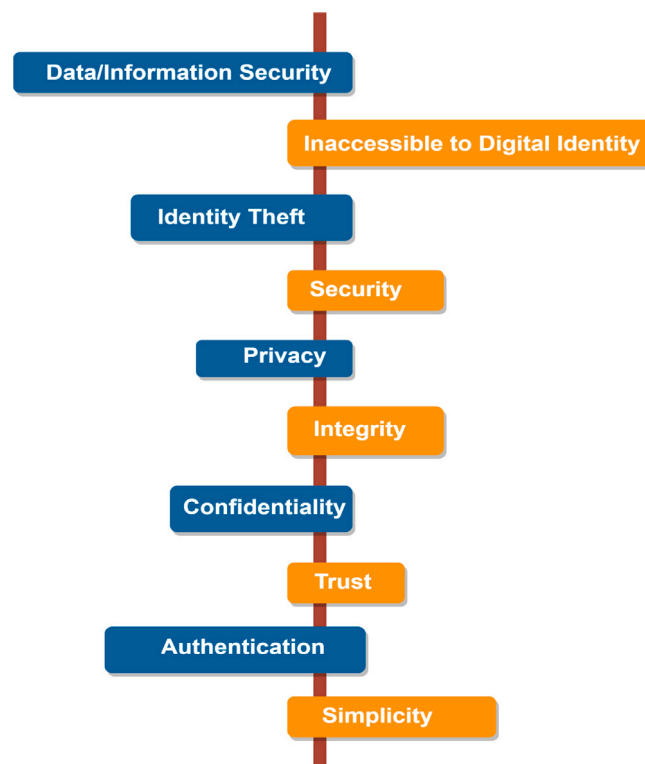 Data/Information Security
Inaccessible to Digital Identity
Identity Theft
Security
Privacy
Integrity
Confidentiality
Trust
Authentication
Simplicity